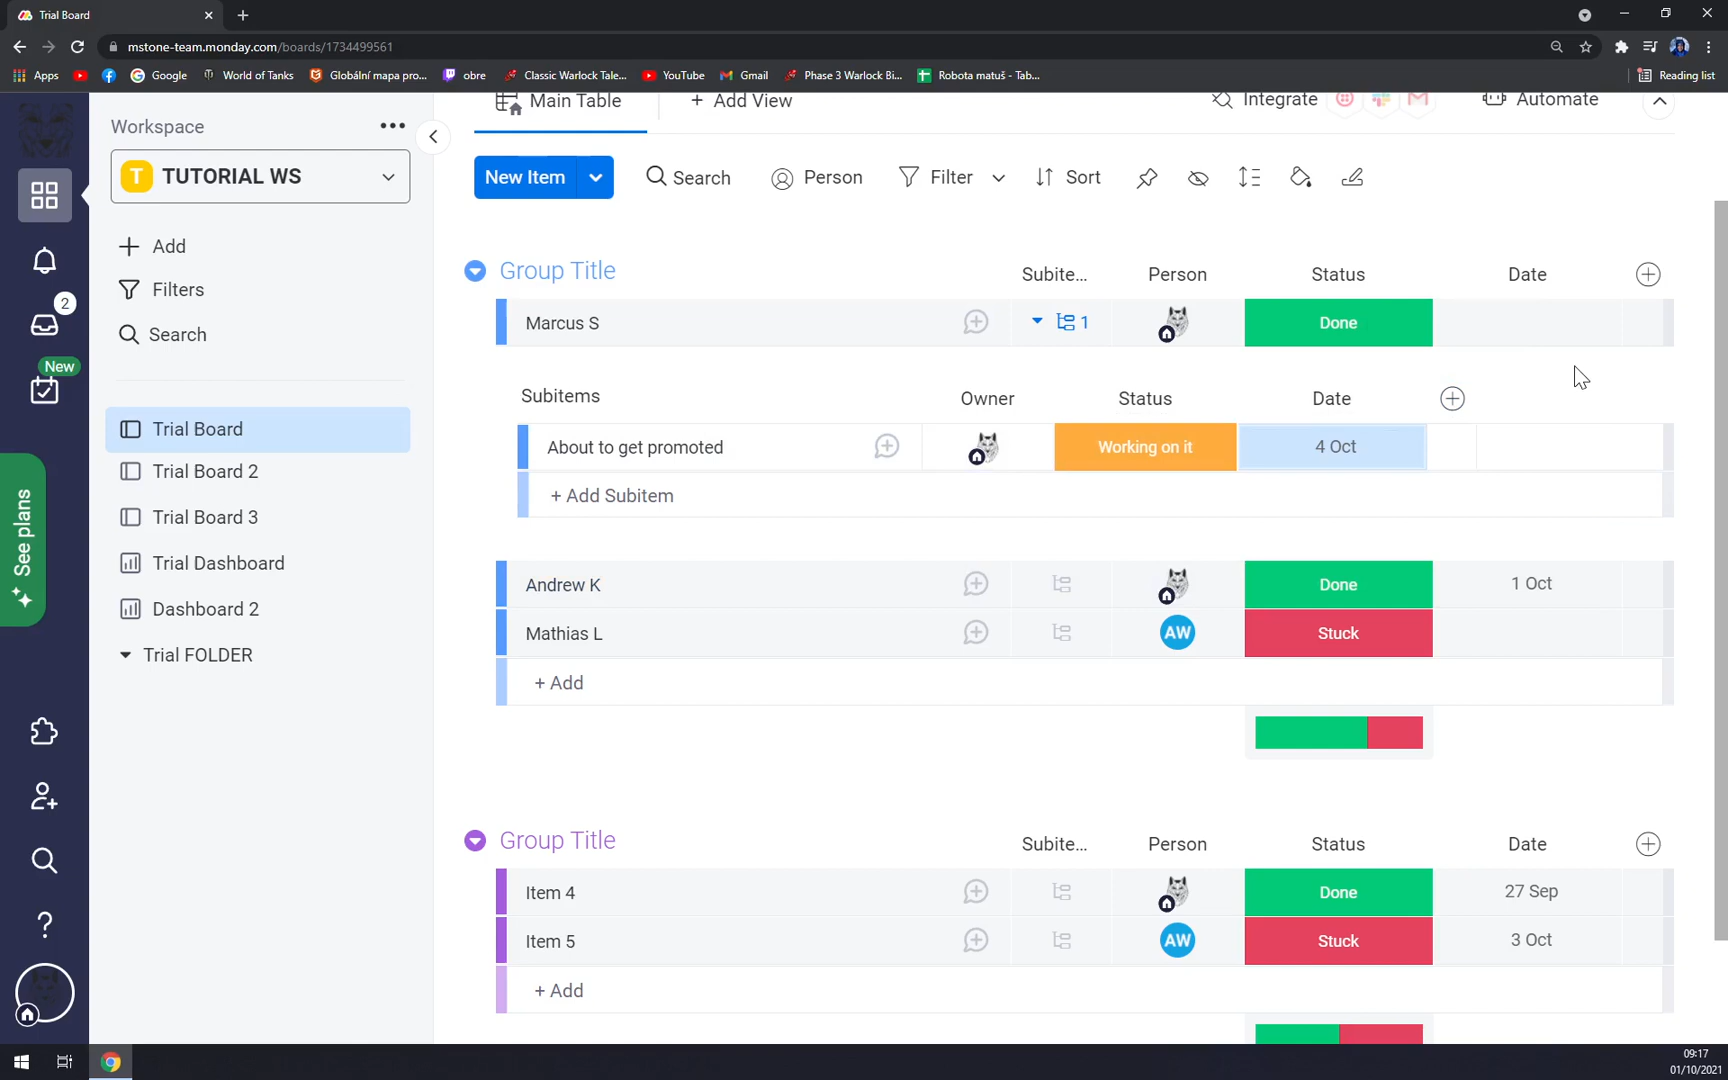 Trial Board
mstone-team.monday.com/boards/1734499561
Apps
Google
World of Tanks
Globální mapa pro...
obre
Classic Warlock Tale...
YouTube
Gmail
Phase 3 Warlock Bi...
Robota matuš - Tab...
Reading list
Workspace
T TUTORIAL WS
Add
Filters
Search
2
New
See plans
Trial Board
Trial Board 2
Trial Board 3
Trial Dashboard
Dashboard 2
Trial FOLDER
Main Table
+ Add View
Integrate
Automate
New Item
Search
Person
Filter
Sort
Group Title Subite... Person Status Date
Marcus S 1 Done
Subitems Owner Status Date
About to get promoted Working on it 4 Oct
+ Add Subitem
Andrew K Done 1 Oct
Mathias L AW Stuck
+ Add
Group Title Subite... Person Status Date
Item 4 Done 27 Sep
Item 5 AW Stuck 3 Oct
+ Add
?
09:17
01/10/2021